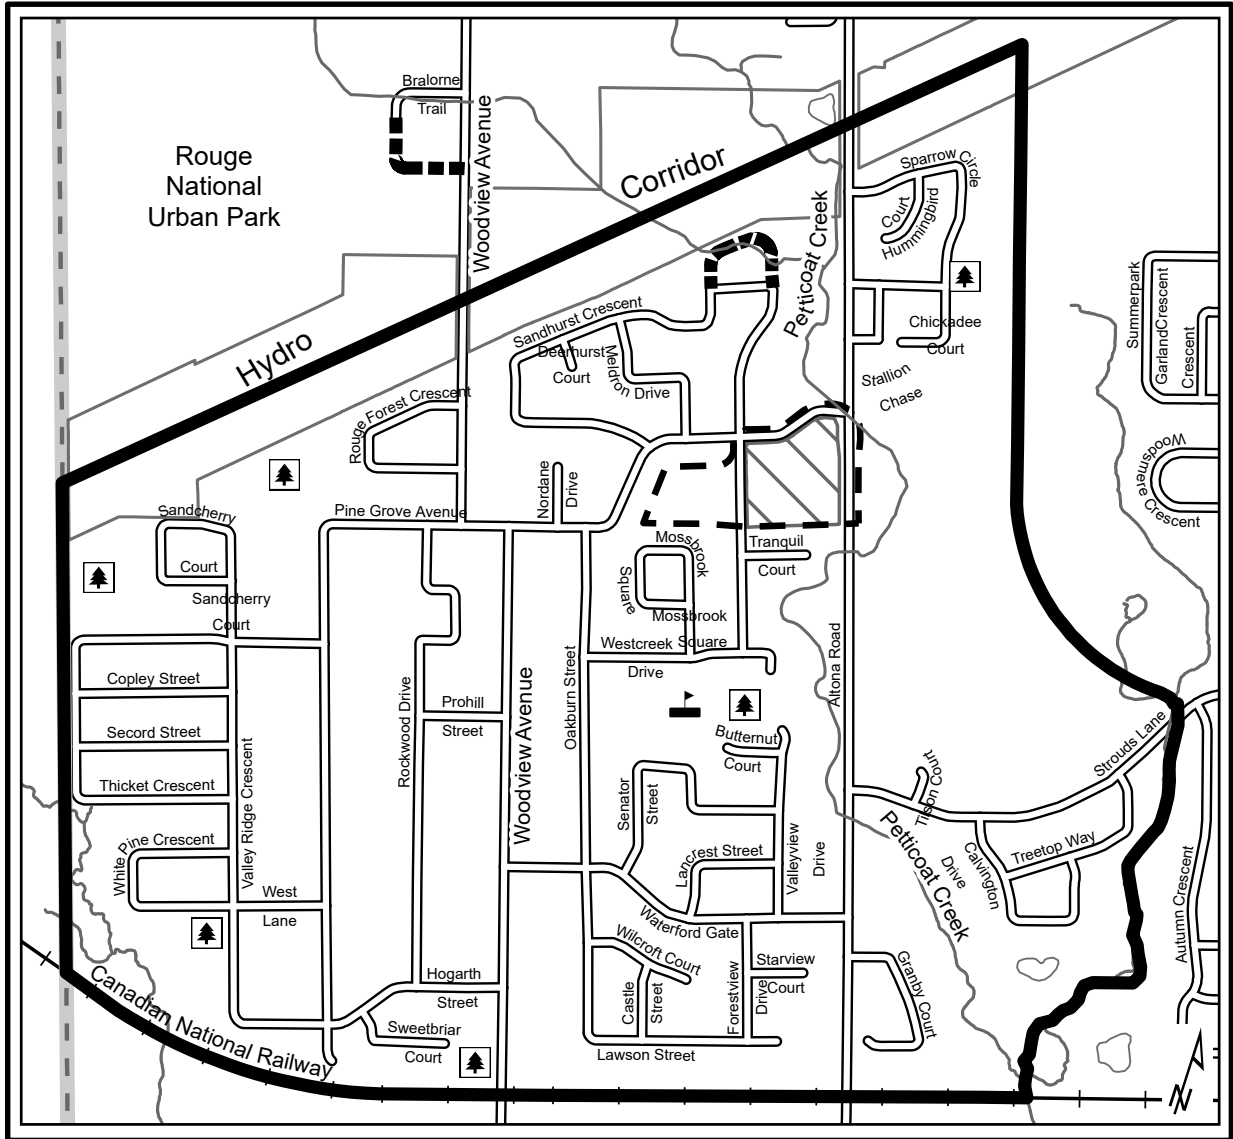 Bralorne
Trail
Woodview Avenue
Rouge
National
Urban Park
Corridor
Hydro
Petticoat Creek
Sparrow Circle
Court
Hummingbird
Chickadee
Court
Stallion
Chase
Summerpark
Crescent
Garland
Crescent
Woodsmere Crescent
Sandhurst Crescent
Deerhurst
Court
Meldron
Drive
Rouge Forest Crescent
Nordane
Drive
Pine Grove Avenue
Sandcherry
Court
Sandcherry
Court
Mossbrook
Square
Mossbrook
Square
Tranquil
Court
Westcreek
Drive
Altona Road
Copley Street
Secord Street
Thicket Crescent
Valley Ridge Crescent
White Pine Crescent
West
Lane
Rockwood Drive
Prohill
Street
Woodview Avenue
Oakburn Street
Butternut
Court
Senator
Street
Lancrest Street
Valleyview
Drive
Waterford Gate
Wilcroft Court
Castle
Street
Forestview
Drive
Starview
Court
Lawson Street
Hogarth
Street
Sweetbriar
Court
Canadian National Railway
Tilson Court
Strouds Lane
Treetop Way
Calvington
Drive
Petticoat Creek
Granby Court
Autumn Crescent
N